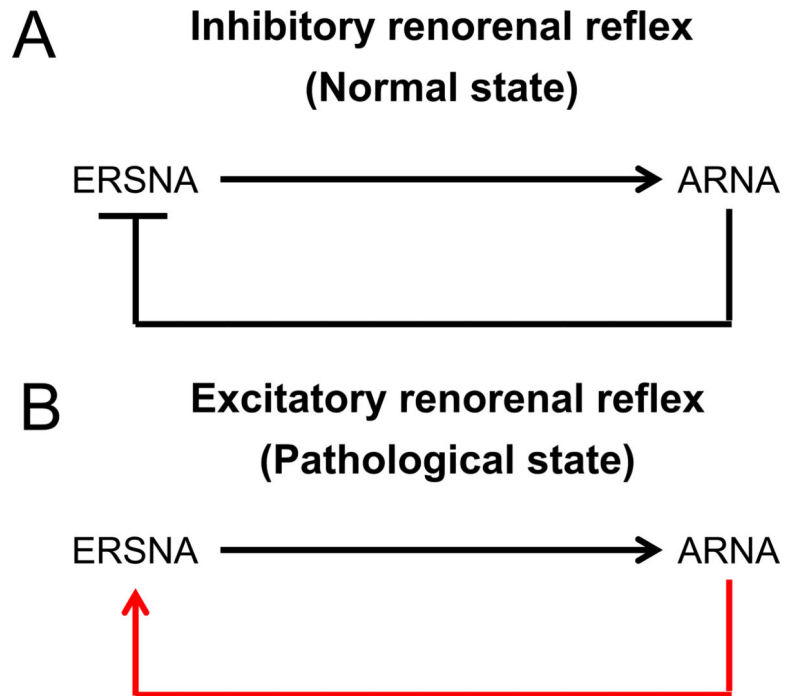 A
Inhibitory renorenal reflex
(Normal state)
ERSNA
ARNA
B
Excitatory renorenal reflex
(Pathological state)
ERSNA
ARNA